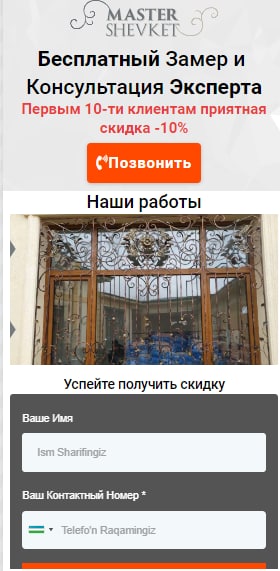 MASTER
SHEVKET
Бесплатный Замер и
Консультация Эксперта
Первым 10-ти клиентам приятная
скидка -10%
Позвонить
Наши работы
Успейте получить скидку
Ваше Имя
Ism Sharifingiz
Ваш Контактный Номер *
Telefo'n Raqamingiz